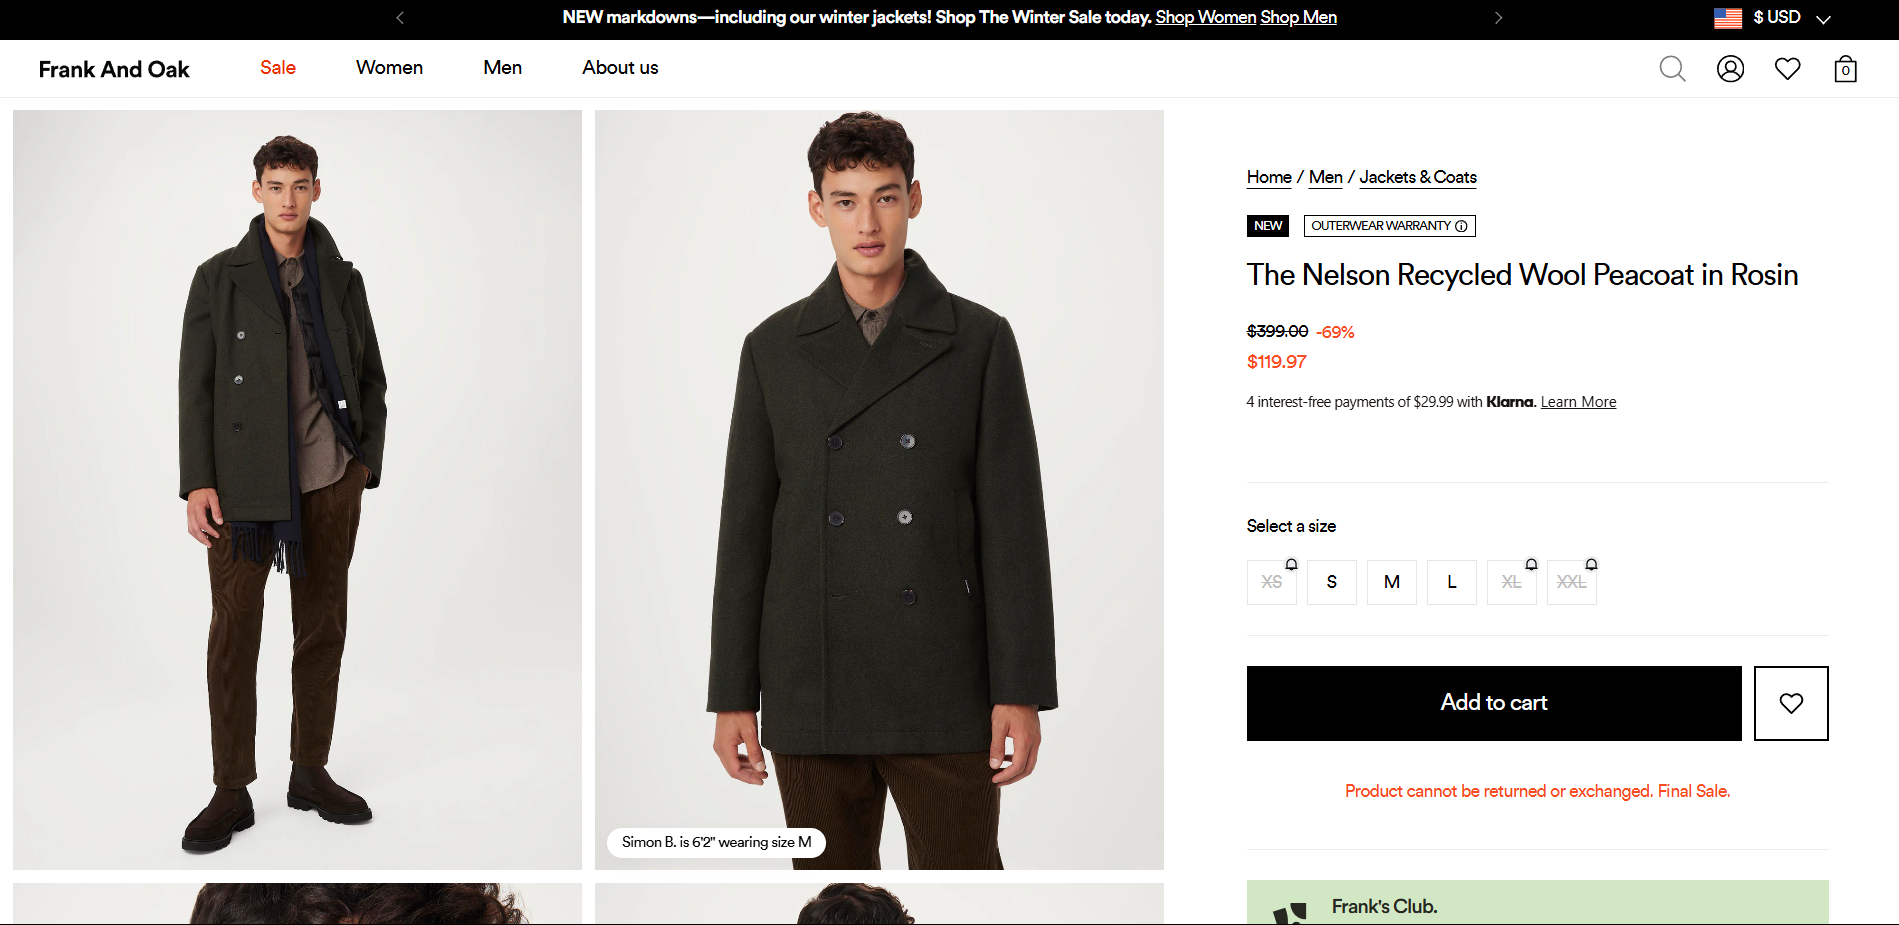 NEW markdowns—including our winter jackets! Shop The Winter Sale today. Shop Women Shop Men
$ USD
Frank And Oak
Sale
Women
Men
About us
0
Home / Men / Jackets & Coats
NEW
OUTERWEAR WARRANTY
The Nelson Recycled Wool Peacoat in Rosin
$399.00 -69%
$119.97
4 interest-free payments of $29.99 with Klarna. Learn More
Select a size
XS
S
M
L
XL
XXL
Add to cart
Simon B. is 6'2" wearing size M
Product cannot be returned or exchanged. Final Sale.
Frank's Club.